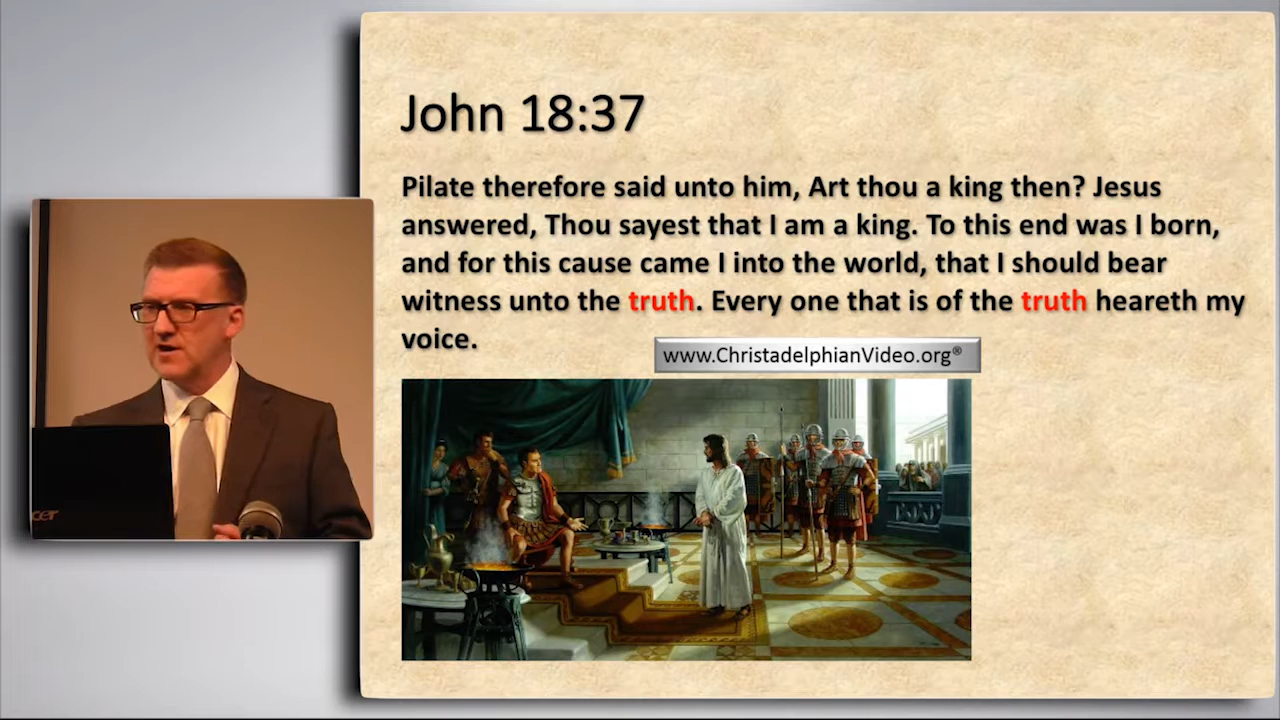 John 18:37
Pilate therefore said unto him, Art thou a king then? Jesus
answered, Thou sayest that I am a king. To this end was I born,
and for this cause came I into the world, that I should bear
witness unto the truth. Every one that is of the truth heareth my
voice.
www.ChristadelphianVideo.org®